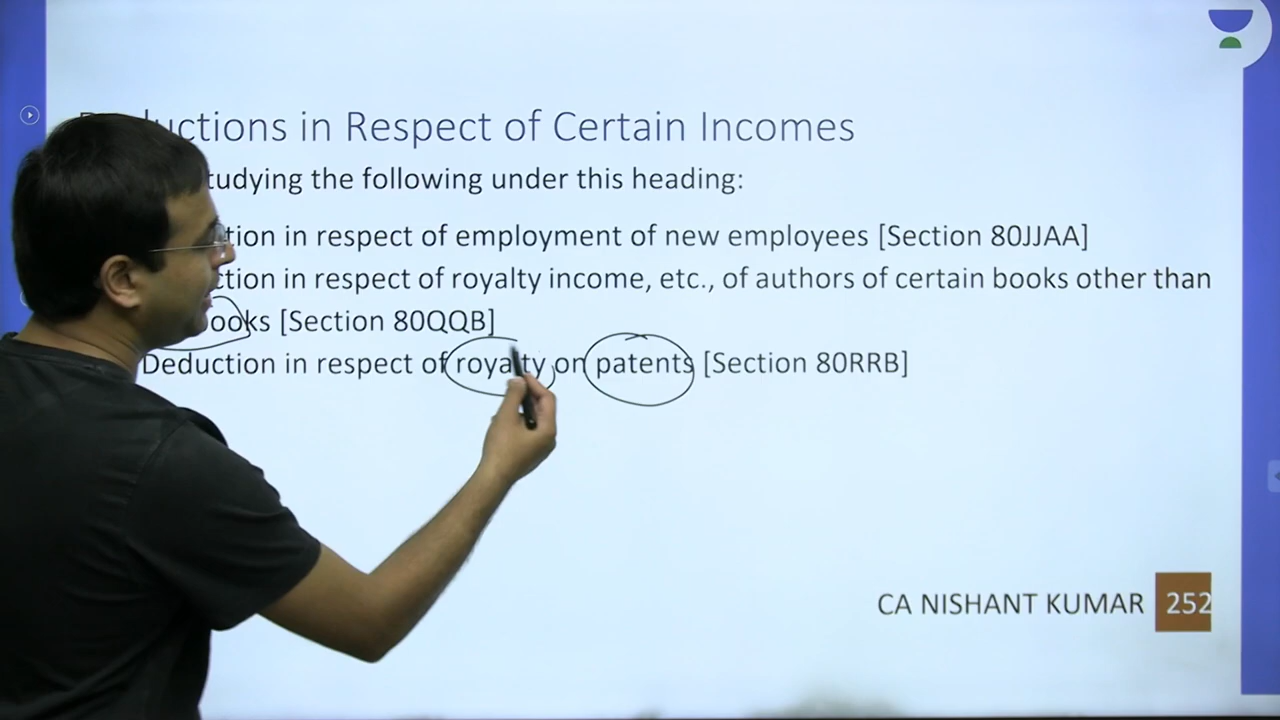 ductions in Respect of Certain Incomes
tudying the following under this heading:
tion in respect of employment of new employees [Section 80JJAA]
ction in respect of royalty income, etc., of authors of certain books other than
ooks [Section 80QQB]
Deduction in respect of royalty on patents [Section 80RRB]
CA NISHANT KUMAR 252